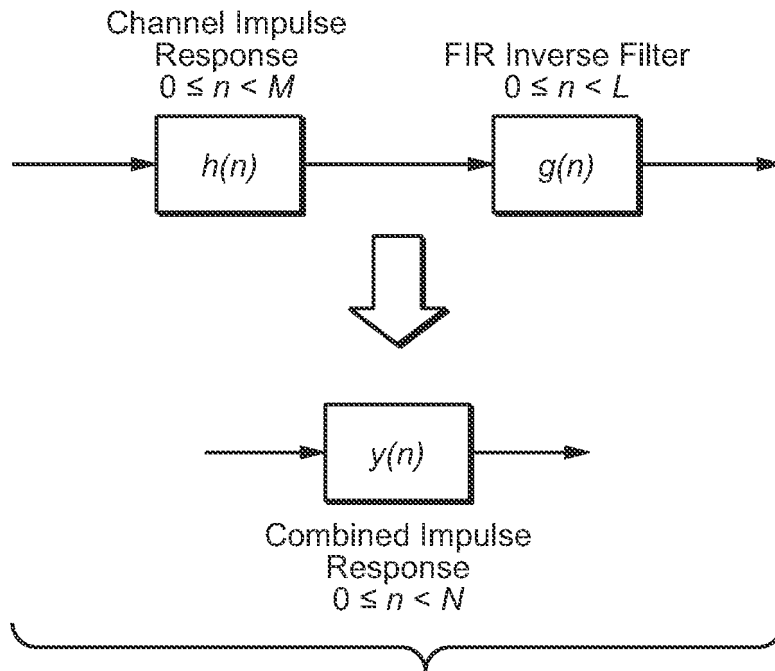 Channel Impulse
Response
0 ≤ n < M
FIR Inverse Filter
0 ≤ n < L
h(n)
g(n)
y(n)
Combined Impulse
Response
0 ≤ n < N